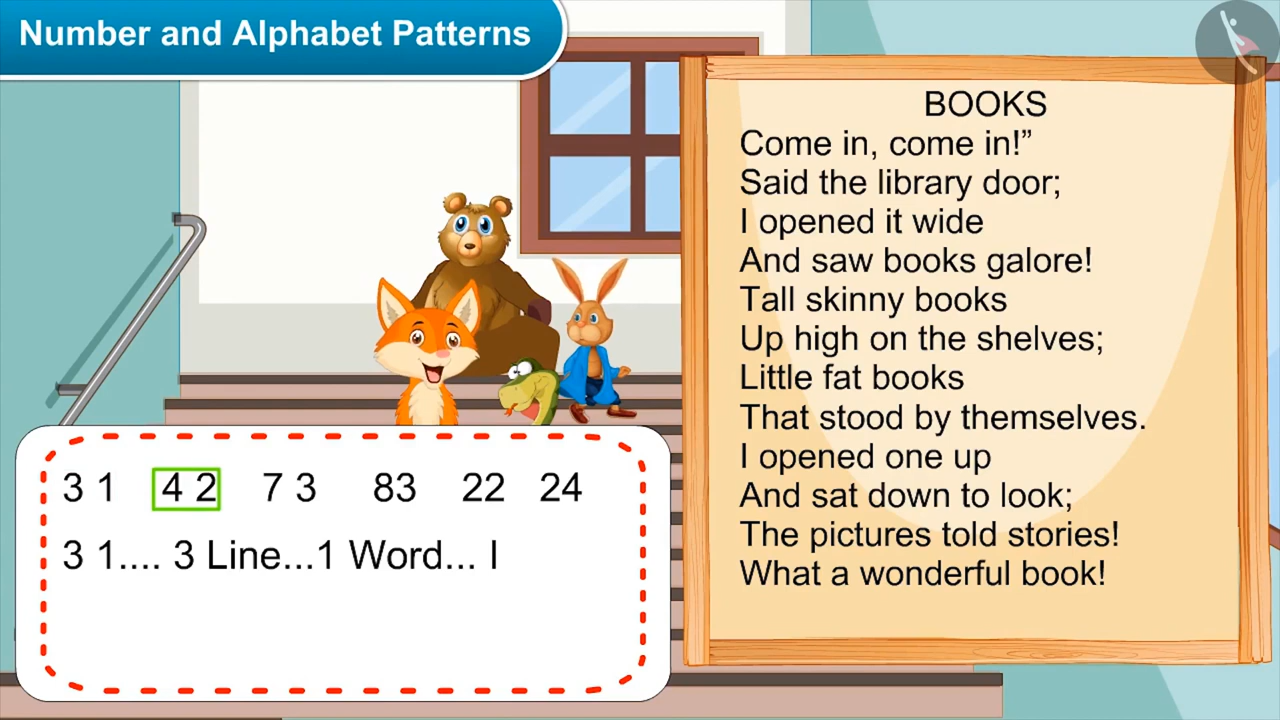 Number and Alphabet Patterns
BOOKS
Come in, come in!”
Said the library door;
I opened it wide
And saw books galore!
Tall skinny books
Up high on the shelves;
Little fat books
That stood by themselves.
I opened one up
And sat down to look;
The pictures told stories!
What a wonderful book!
3 1 4 2 7 3 83 22 24
3 1.... 3 Line...1 Word... I